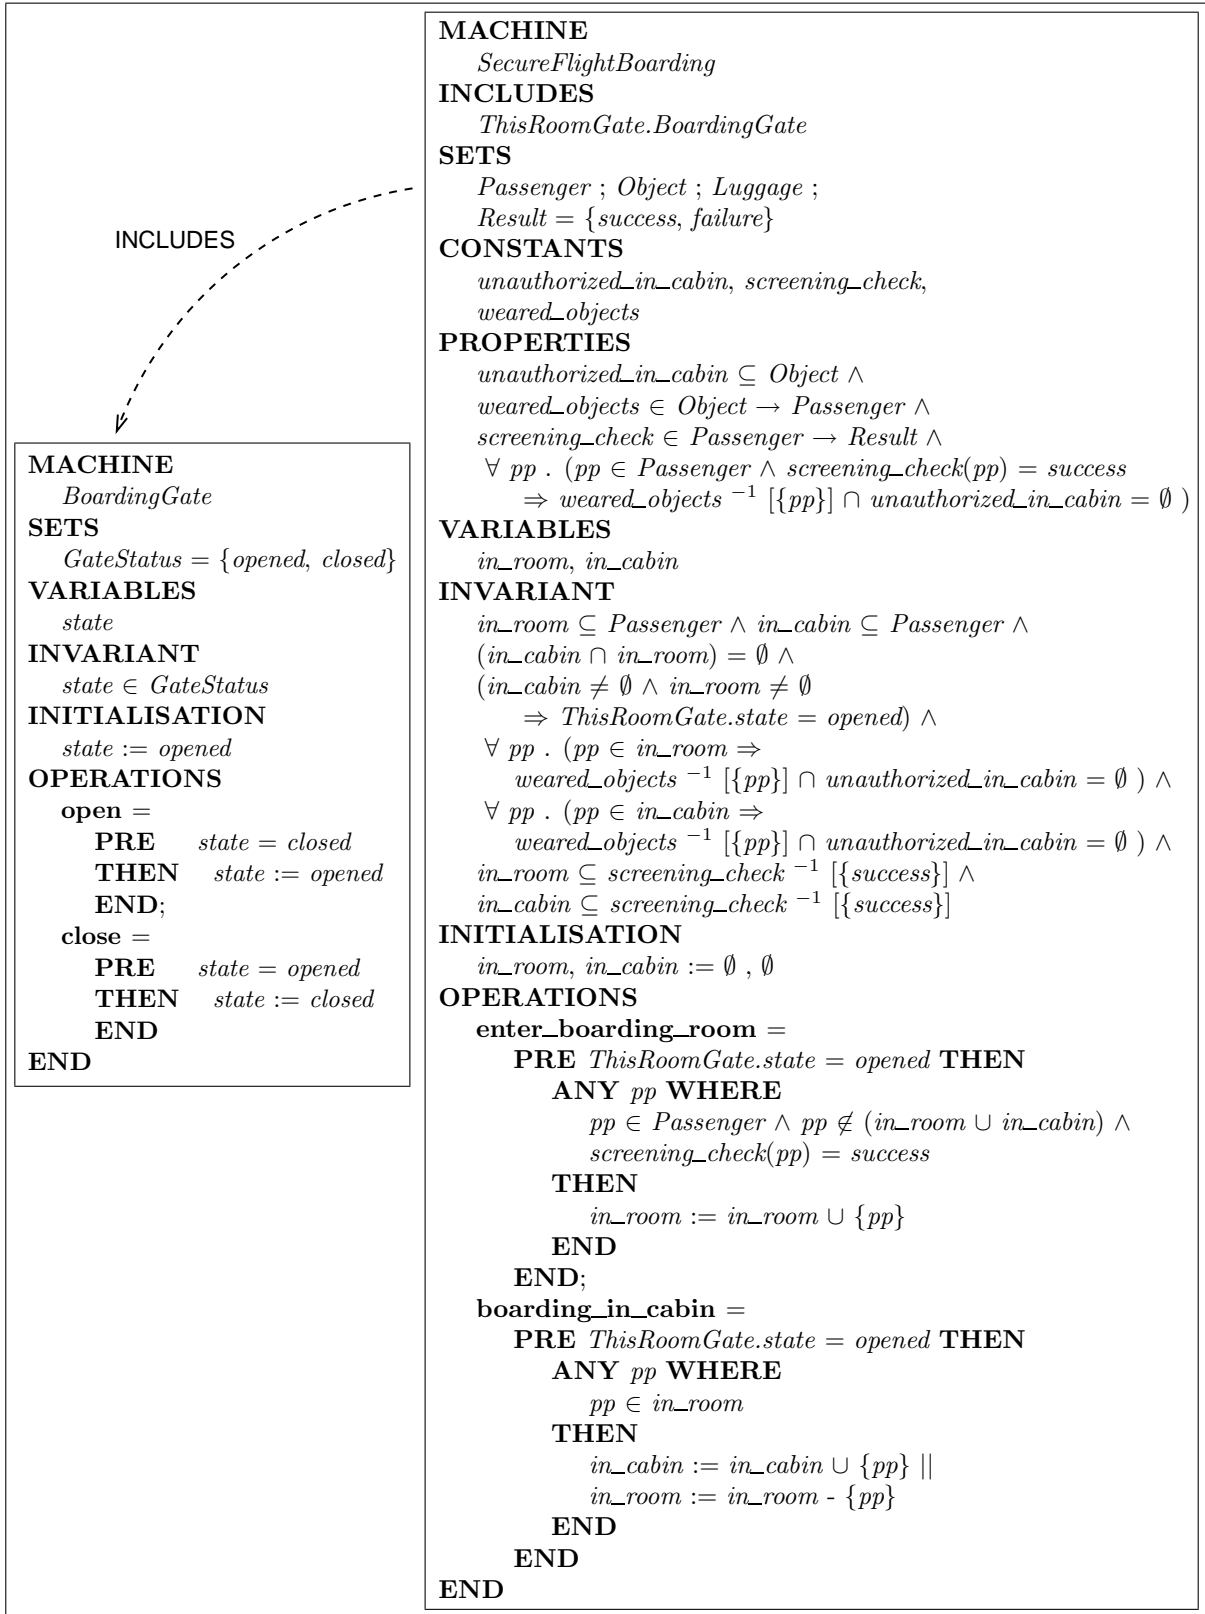 INCLUDES
MACHINE
BoardingGate
SETS
GateStatus = {opened, closed}
VARIABLES
state
INVARIANT
state ∈ GateStatus
INITIALISATION
state := opened
OPERATIONS
open =
PRE state = closed
THEN state := opened
END;
close =
PRE state = opened
THEN state := closed
END
END
MACHINE
SecureFlightBoarding
INCLUDES
ThisRoomGate.BoardingGate
SETS
Passenger ; Object ; Luggage ;
Result = {success, failure}
CONSTANTS
unauthorized_in_cabin, screening_check,
weared_objects
PROPERTIES
unauthorized_in_cabin ⊆ Object ∧
weared_objects ∈ Object → Passenger ∧
screening_check ∈ Passenger → Result ∧
∀ pp . (pp ∈ Passenger ∧ screening_check(pp) = success
⇒ weared_objects ⁻¹ [{pp}] ∩ unauthorized_in_cabin = ∅ )
VARIABLES
in_room, in_cabin
INVARIANT
in_room ⊆ Passenger ∧ in_cabin ⊆ Passenger ∧
(in_cabin ∩ in_room) = ∅ ∧
(in_cabin ≠ ∅ ∧ in_room ≠ ∅
⇒ ThisRoomGate.state = opened) ∧
∀ pp . (pp ∈ in_room ⇒
weared_objects ⁻¹ [{pp}] ∩ unauthorized_in_cabin = ∅ ) ∧
∀ pp . (pp ∈ in_cabin ⇒
weared_objects ⁻¹ [{pp}] ∩ unauthorized_in_cabin = ∅ ) ∧
in_room ⊆ screening_check ⁻¹ [{success}] ∧
in_cabin ⊆ screening_check ⁻¹ [{success}]
INITIALISATION
in_room, in_cabin := ∅ , ∅
OPERATIONS
enter_boarding_room =
PRE ThisRoomGate.state = opened THEN
ANY pp WHERE
pp ∈ Passenger ∧ pp ∉ (in_room ∪ in_cabin) ∧
screening_check(pp) = success
THEN
in_room := in_room ∪ {pp}
END
END;
boarding_in_cabin =
PRE ThisRoomGate.state = opened THEN
ANY pp WHERE
pp ∈ in_room
THEN
in_cabin := in_cabin ∪ {pp} ||
in_room := in_room - {pp}
END
END
END